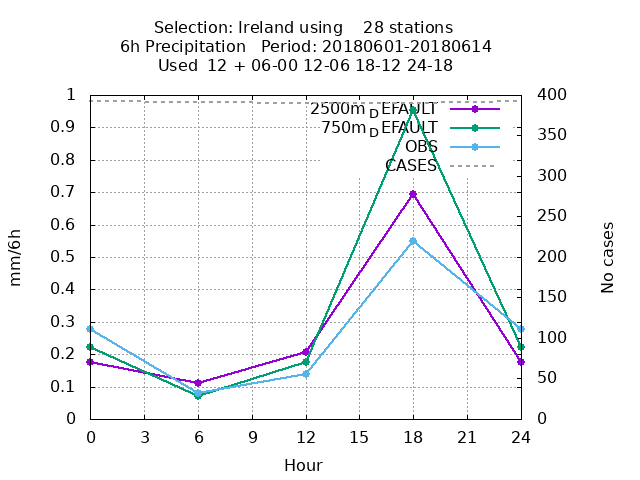 Selection: Ireland using    28 stations
6h Precipitation   Period: 20180601-20180614
Used  12 + 06-00 12-06 18-12 24-18
1
0.9
0.8
0.7
0.6
0.5
0.4
0.3
0.2
0.1
0
400
350
300
250
200
150
100
50
0
2500m_DEFAULT
750m_DEFAULT
OBS
CASES
mm/6h
No cases
0 3 6 9 12 15 18 21 24
Hour